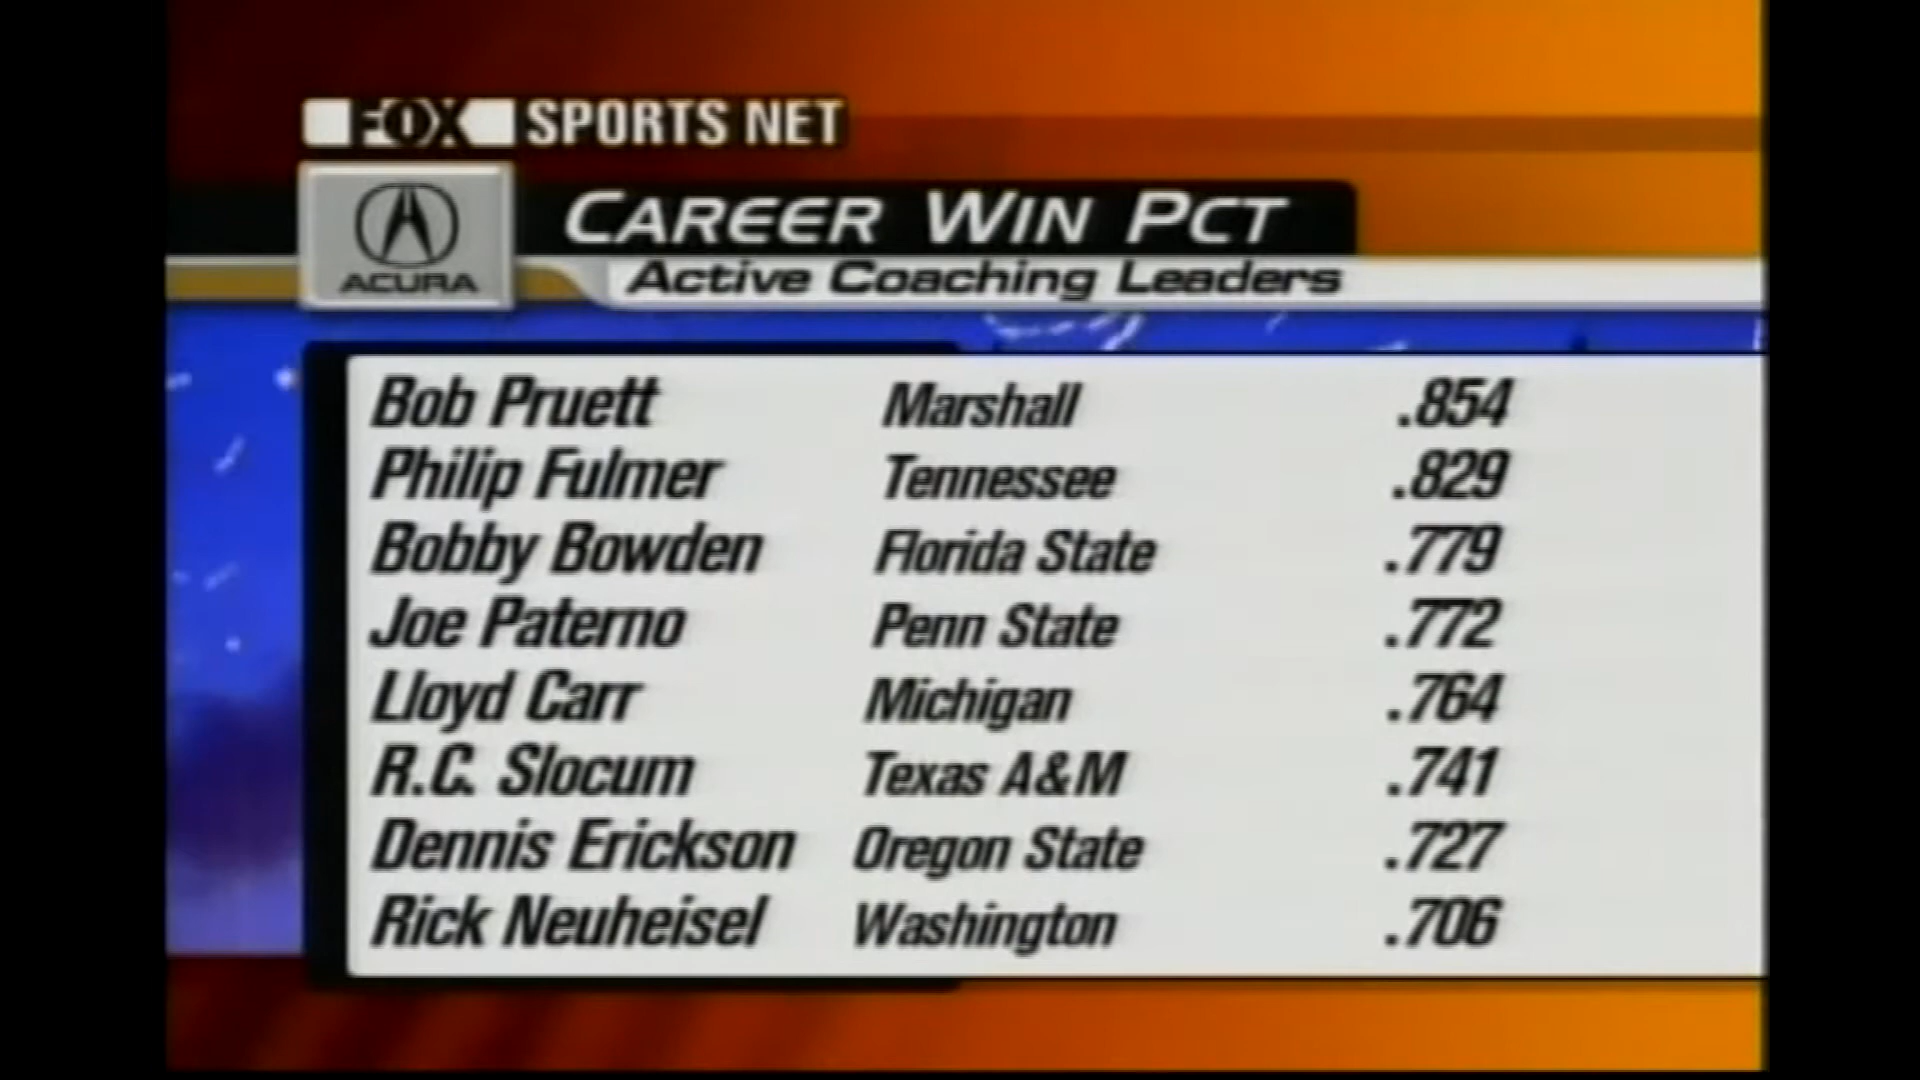 FOX SPORTS NET
ACURA
CAREER WIN PCT
Active Coaching Leaders
Bob Pruett Marshall .854
Philip Fulmer Tennessee .829
Bobby Bowden Florida State .779
Joe Paterno Penn State .772
Lloyd Carr Michigan .764
R.C. Slocum Texas A&M .741
Dennis Erickson Oregon State .727
Rick Neuheisel Washington .706